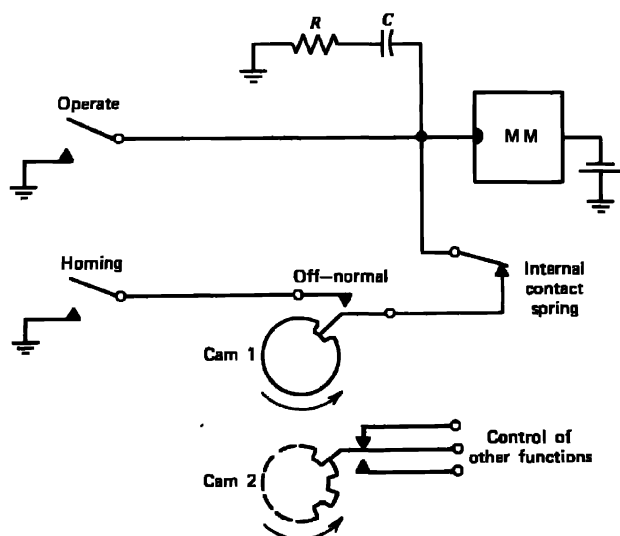 R
C
Operate
MM
Homing
Off–normal
Internal
contact
spring
Cam 1
Control of
other functions
Cam 2